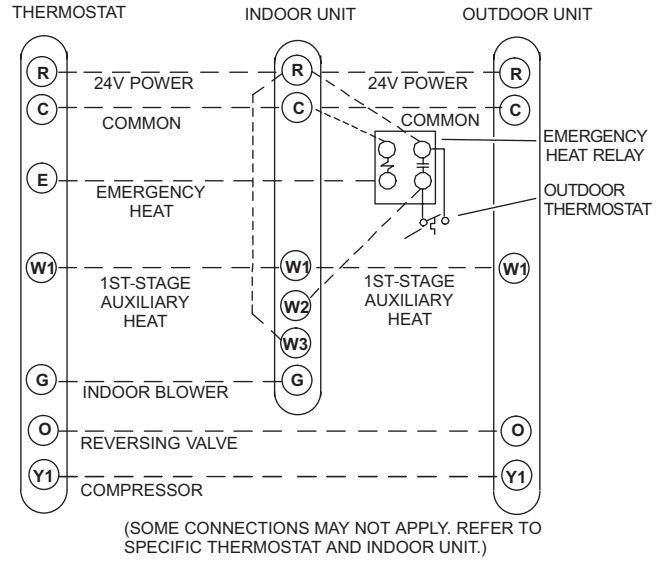 THERMOSTAT
INDOOR UNIT
OUTDOOR UNIT
R
R
R
24V POWER
24V POWER
C
C
C
COMMON
COMMON
EMERGENCY
HEAT RELAY
E
EMERGENCY
HEAT
OUTDOOR
THERMOSTAT
W1
W1
W1
1ST-STAGE
AUXILIARY
HEAT
1ST-STAGE
AUXILIARY
HEAT
W2
W3
G
G
INDOOR BLOWER
O
O
REVERSING VALVE
Y1
Y1
COMPRESSOR
(SOME CONNECTIONS MAY NOT APPLY. REFER TO
SPECIFIC THERMOSTAT AND INDOOR UNIT.)